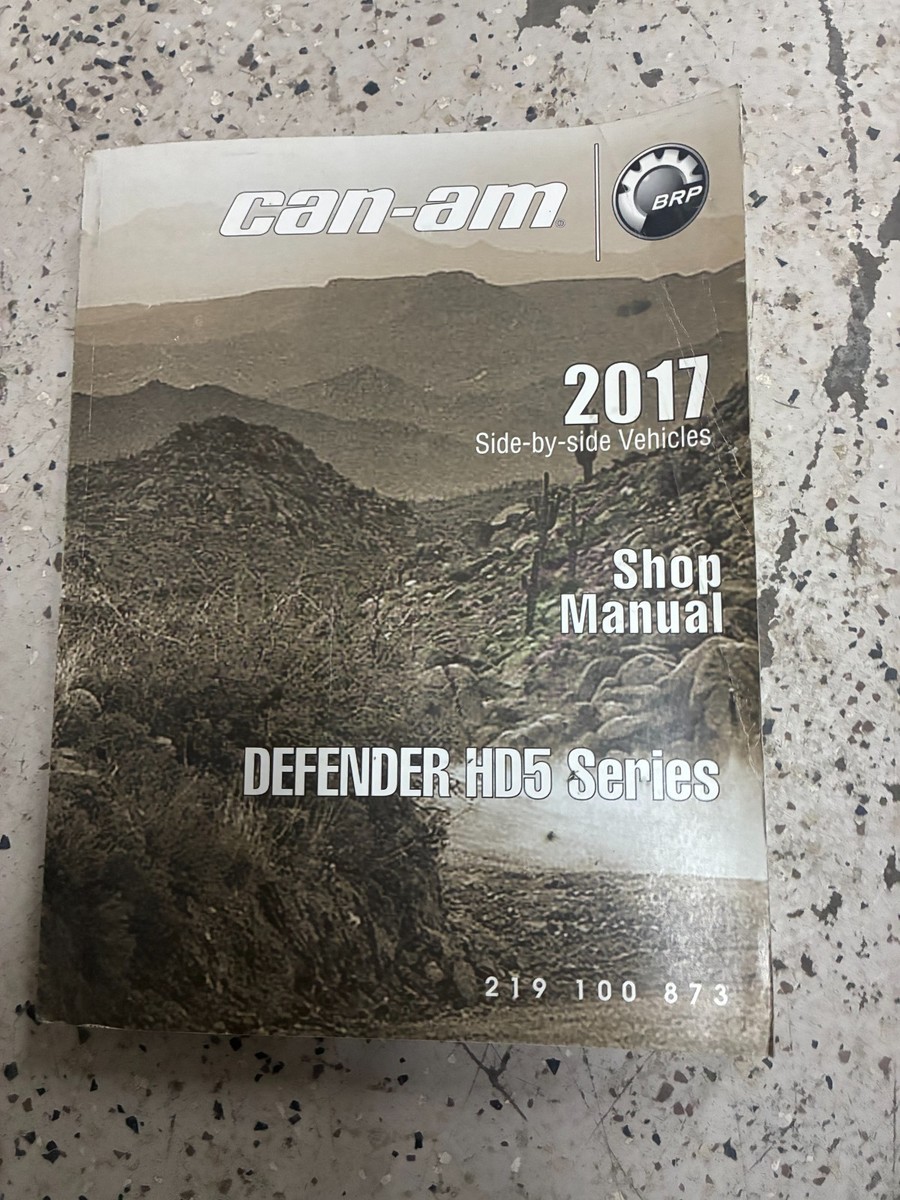 can-am®
BRP
2017
Side-by-side Vehicles
Shop
Manual
DEFENDER HD5 Series
219 100 873